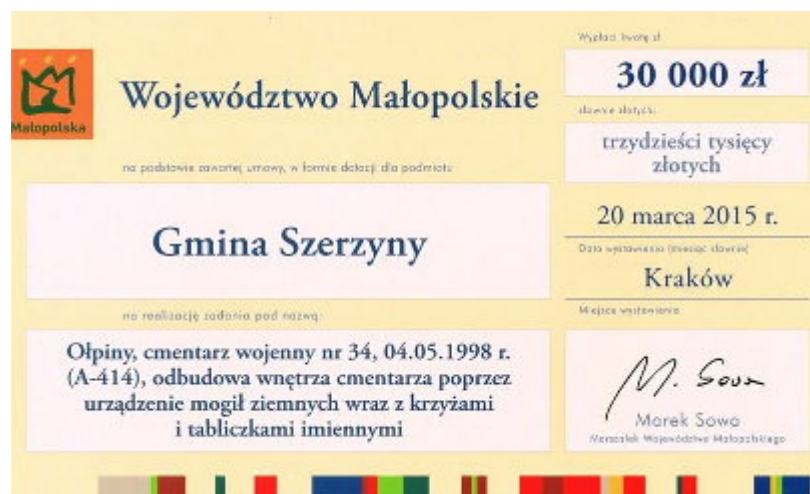 Małopolska
Województwo Małopolskie
na podstawie zawartej umowy, w formie dotacji dla podmiotu
Gmina Szerzyny
na realizację zadania pod nazwą:
Ołpiny, cmentarz wojenny nr 34, 04.05.1998 r.
(A-414), odbudowa wnętrza cmentarza poprzez
urządzenie mogił ziemnych wraz z krzyżami
i tabliczkami imiennymi
Wypłaci kwotę zł
30 000 zł
słownie złotych:
trzydzieści tysięcy
złotych
20 marca 2015 r.
Data wystawienia (miesiąc słownie)
Kraków
Miejsce wystawienia
M. Sowa
Marek Sowa
Marszałek Województwa Małopolskiego